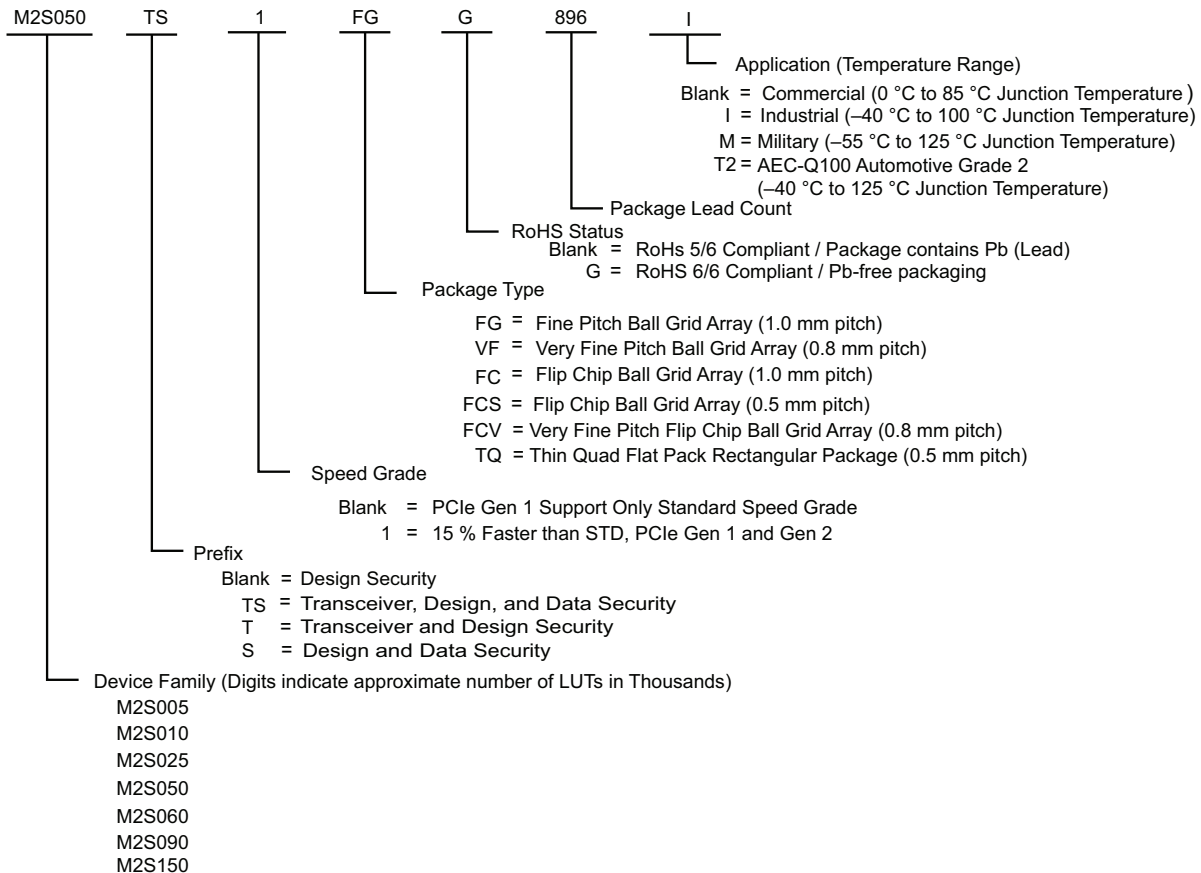 M2S050 TS 1 FG G 896 I
Application (Temperature Range)
Blank = Commercial (0 °C to 85 °C Junction Temperature )
I = Industrial (–40 °C to 100 °C Junction Temperature)
M = Military (–55 °C to 125 °C Junction Temperature)
T2 = AEC-Q100 Automotive Grade 2
(–40 °C to 125 °C Junction Temperature)
Package Lead Count
RoHS Status
Blank = RoHs 5/6 Compliant / Package contains Pb (Lead)
G = RoHS 6/6 Compliant / Pb-free packaging
Package Type
FG = Fine Pitch Ball Grid Array (1.0 mm pitch)
VF = Very Fine Pitch Ball Grid Array (0.8 mm pitch)
FC = Flip Chip Ball Grid Array (1.0 mm pitch)
FCS = Flip Chip Ball Grid Array (0.5 mm pitch)
FCV = Very Fine Pitch Flip Chip Ball Grid Array (0.8 mm pitch)
TQ = Thin Quad Flat Pack Rectangular Package (0.5 mm pitch)
Speed Grade
Blank = PCIe Gen 1 Support Only Standard Speed Grade
1 = 15 % Faster than STD, PCIe Gen 1 and Gen 2
Prefix
Blank = Design Security
TS = Transceiver, Design, and Data Security
T = Transceiver and Design Security
S = Design and Data Security
Device Family (Digits indicate approximate number of LUTs in Thousands)
M2S005
M2S010
M2S025
M2S050
M2S060
M2S090
M2S150